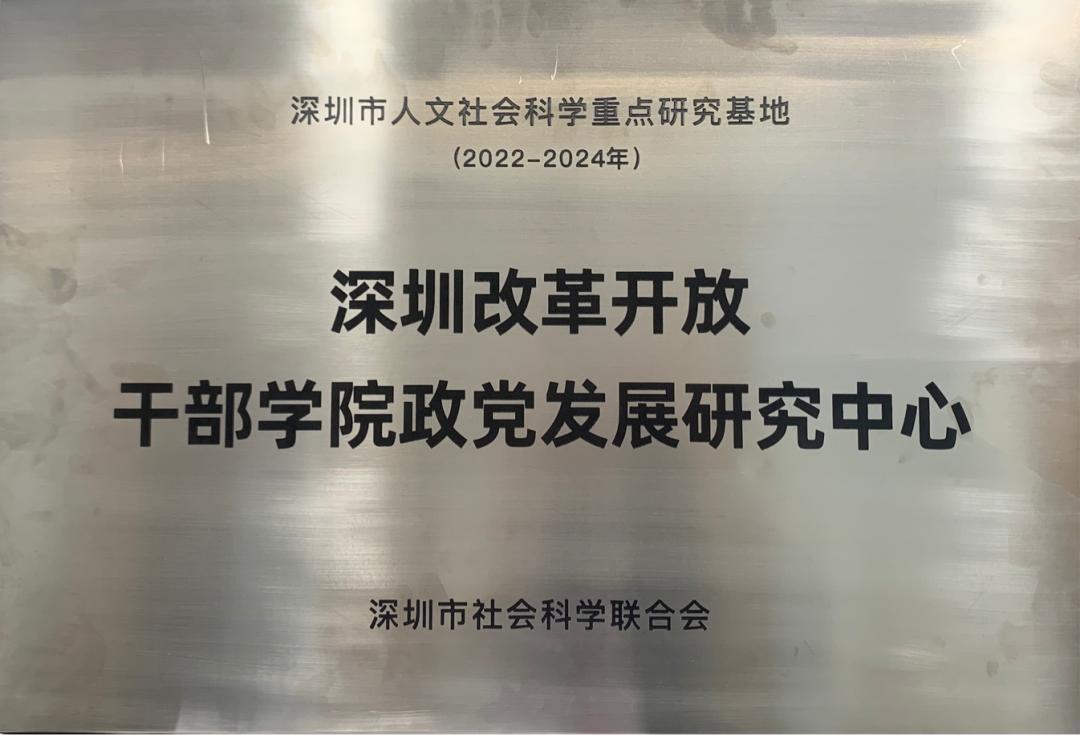 深圳市人文社会科学重点研究基地
（2022-2024年）
深圳改革开放
干部学院政党发展研究中心
深圳市社会科学联合会